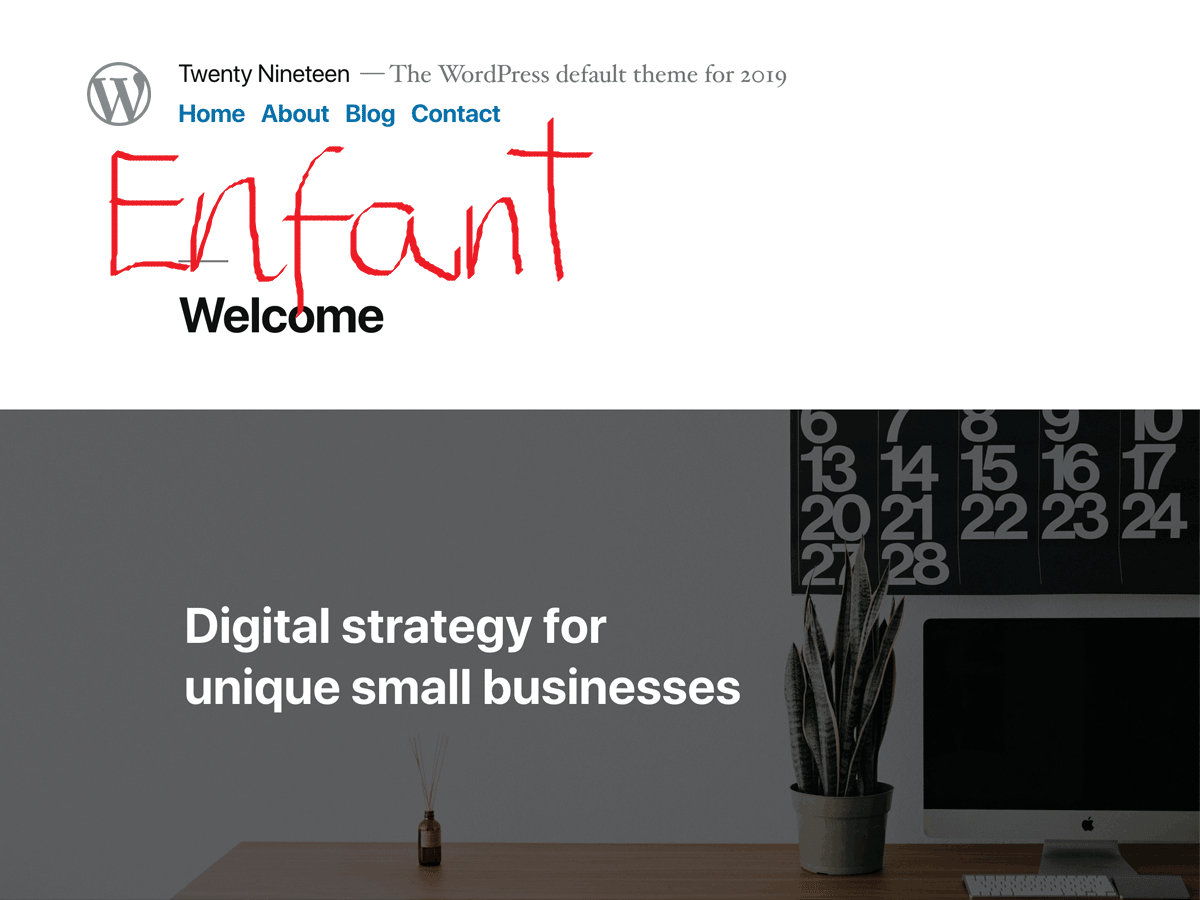 Twenty Nineteen — The WordPress default theme for 2019
Home About Blog Contact
Enfant
Welcome
6 7 8 9 10
13 14 15 16 17
20 21 22 23 24
27 28
Digital strategy for
unique small businesses